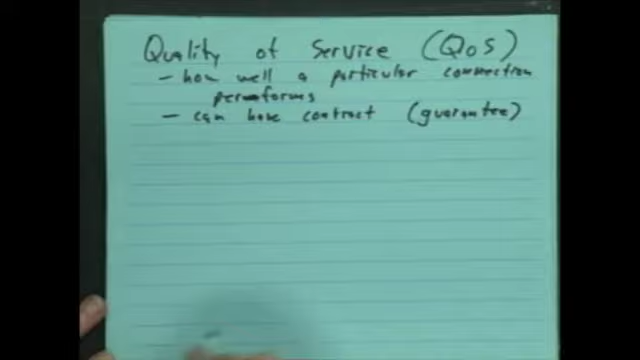 Quality of Service (QoS)
- how well a particular connection
performs
- can have contract (guarantee)